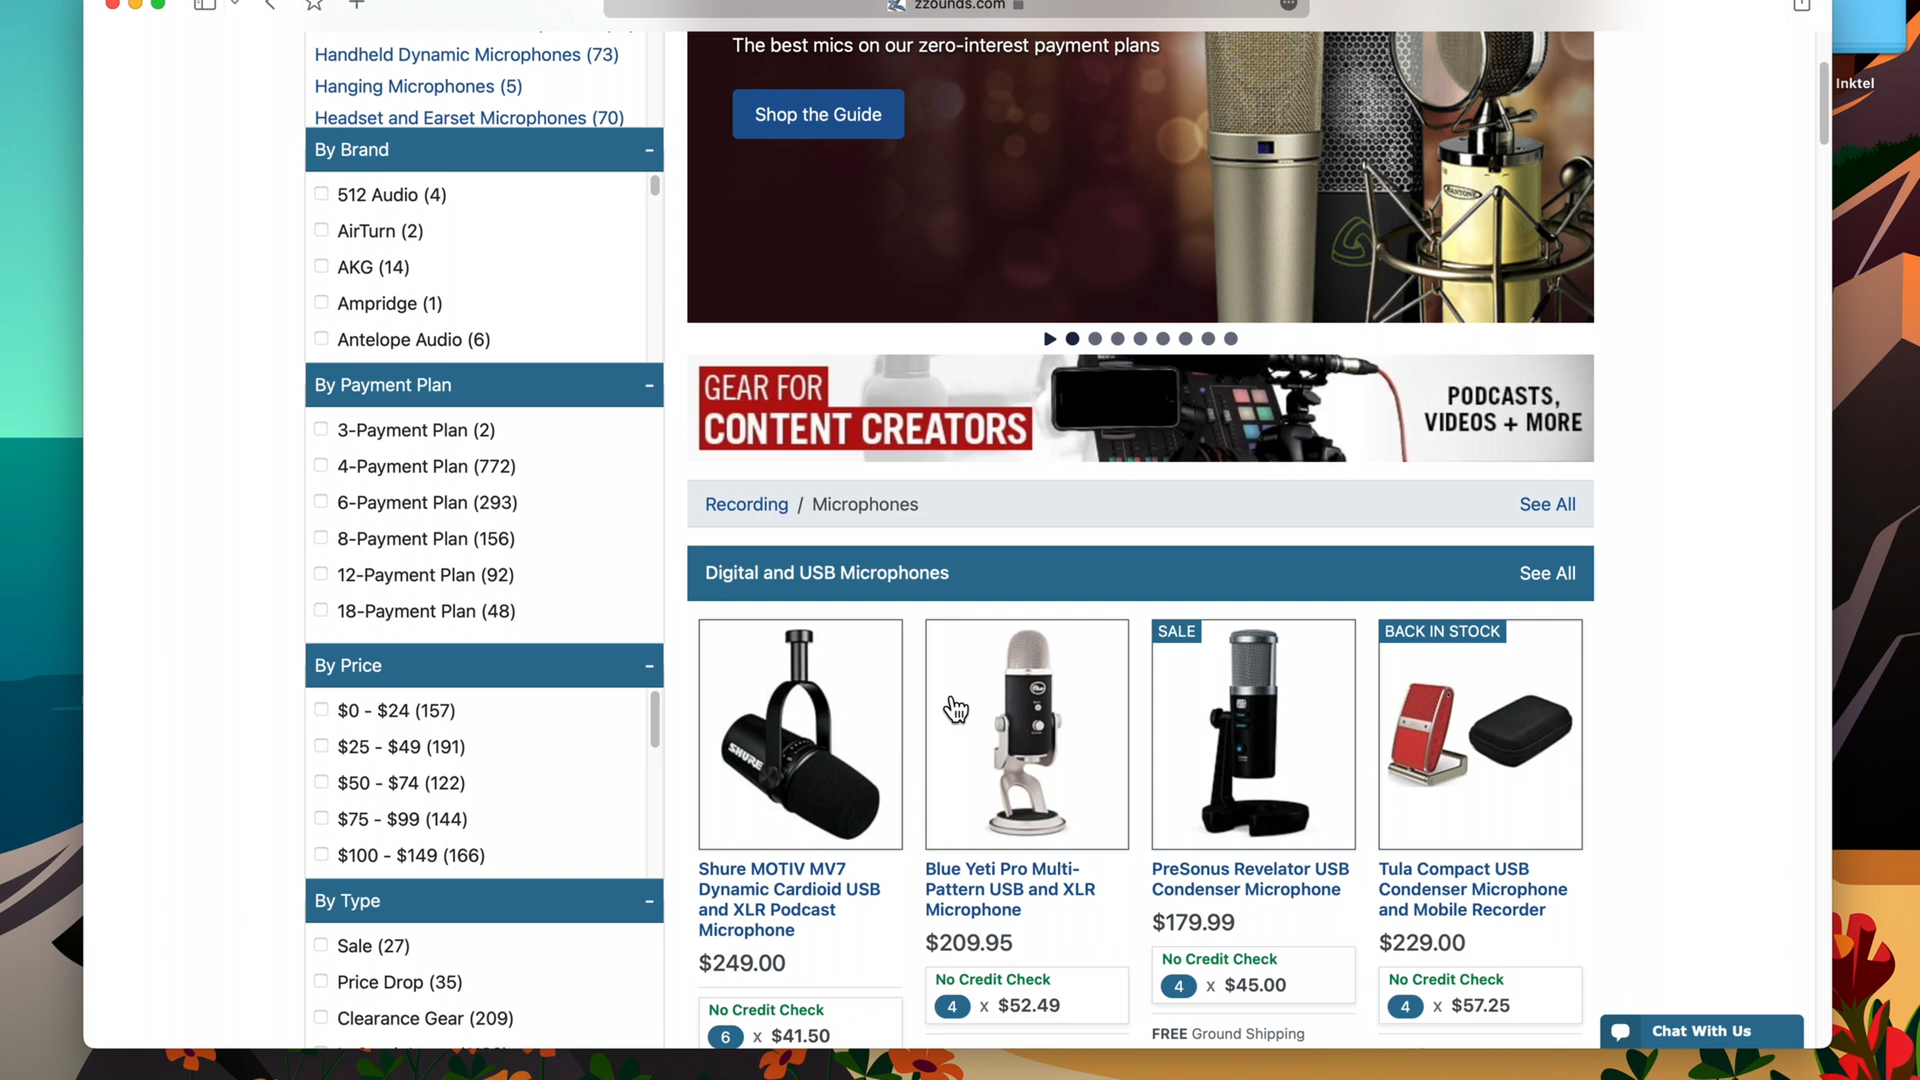 zzounds.com
Inktel
Handheld Dynamic Microphones (73)
Hanging Microphones (5)
Headset and Earset Microphones (70)
By Brand
-
512 Audio (4)
AirTurn (2)
AKG (14)
Ampridge (1)
Antelope Audio (6)
By Payment Plan
-
3-Payment Plan (2)
4-Payment Plan (772)
6-Payment Plan (293)
8-Payment Plan (156)
12-Payment Plan (92)
18-Payment Plan (48)
By Price
-
$0 - $24 (157)
$25 - $49 (191)
$50 - $74 (122)
$75 - $99 (144)
$100 - $149 (166)
By Type
-
Sale (27)
Price Drop (35)
Clearance Gear (209)
The best mics on our zero-interest payment plans
Shop the Guide
AVANTONE
GEAR FOR
CONTENT CREATORS
PODCASTS,
VIDEOS + MORE
Recording / Microphones
See All
Digital and USB Microphones
See All
SHURE
Shure MOTIV MV7
Dynamic Cardioid USB
and XLR Podcast
Microphone
$249.00
No Credit Check
6 x $41.50
Blue Yeti Pro Multi-
Pattern USB and XLR
Microphone
$209.95
No Credit Check
4 x $52.49
SALE
PreSonus Revelator USB
Condenser Microphone
$179.99
No Credit Check
4 x $45.00
FREE Ground Shipping
BACK IN STOCK
Tula Compact USB
Condenser Microphone
and Mobile Recorder
$229.00
No Credit Check
4 x $57.25
Chat With Us